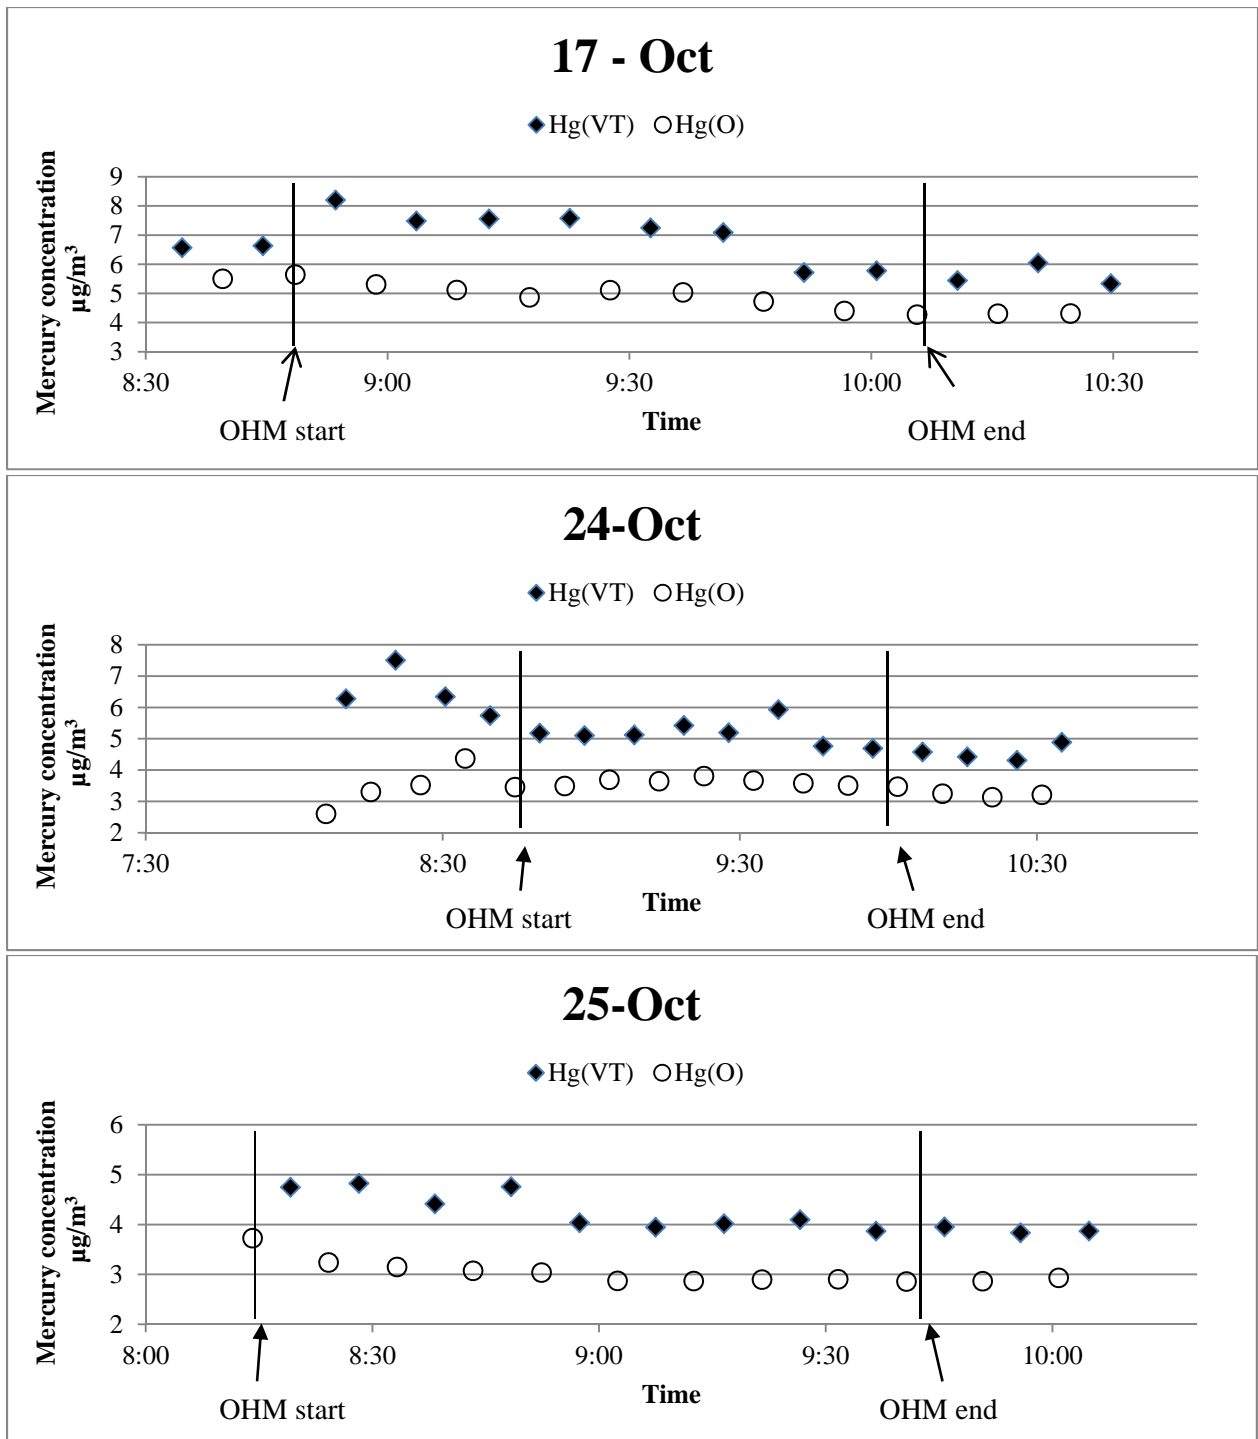 17 - Oct
Hg(VT) Hg(O)
Mercury concentration
µg/m³
9
8
7
6
5
4
3
8:30 9:00 9:30 10:00 10:30
Time
OHM start OHM end
24-Oct
Hg(VT) Hg(O)
Mercury concentration
µg/m³
8
7
6
5
4
3
2
7:30 8:30 9:30 10:30
Time
OHM start OHM end
25-Oct
Hg(VT) Hg(O)
Mercury concentration
µg/m³
6
5
4
3
2
8:00 8:30 9:00 9:30 10:00
Time
OHM start OHM end